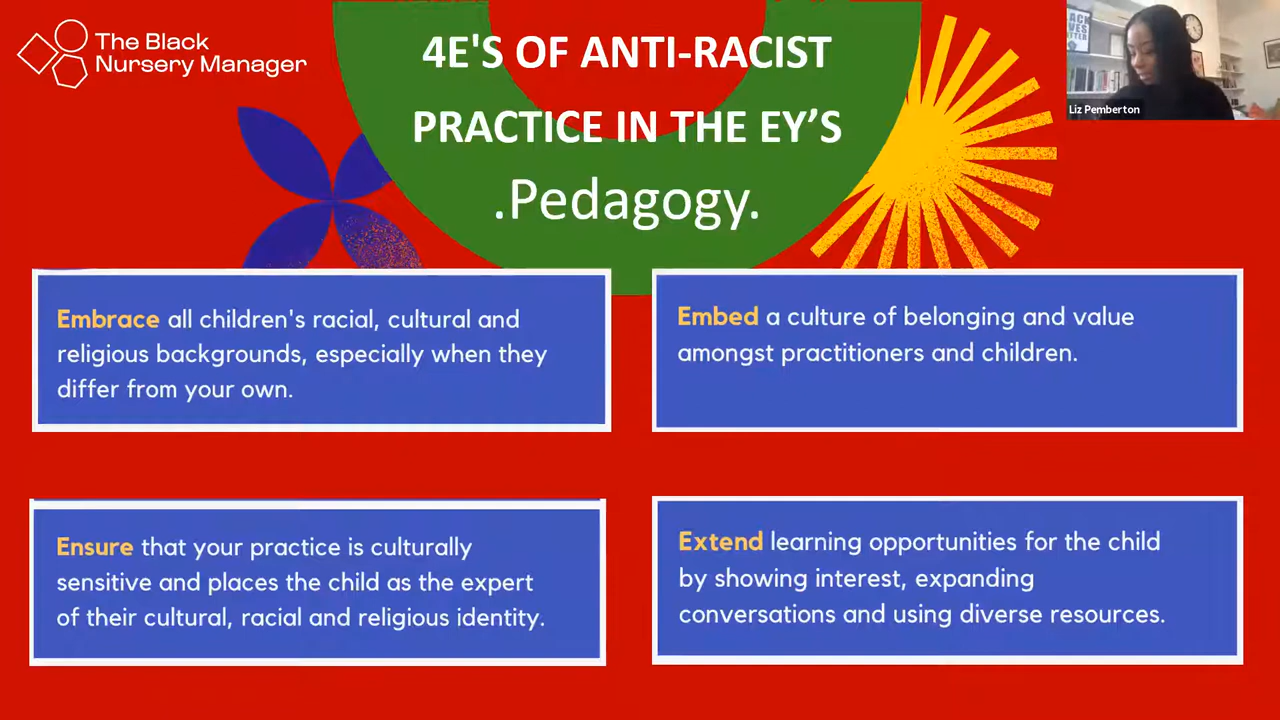 The Black
Nursery Manager
4E'S OF ANTI-RACIST
PRACTICE IN THE EY’S
.Pedagogy.
BLACK
LIVES
MATTER
Liz Pemberton
Embrace all children's racial, cultural and
religious backgrounds, especially when they
differ from your own.
Embed a culture of belonging and value
amongst practitioners and children.
Ensure that your practice is culturally
sensitive and places the child as the expert
of their cultural, racial and religious identity.
Extend learning opportunities for the child
by showing interest, expanding
conversations and using diverse resources.